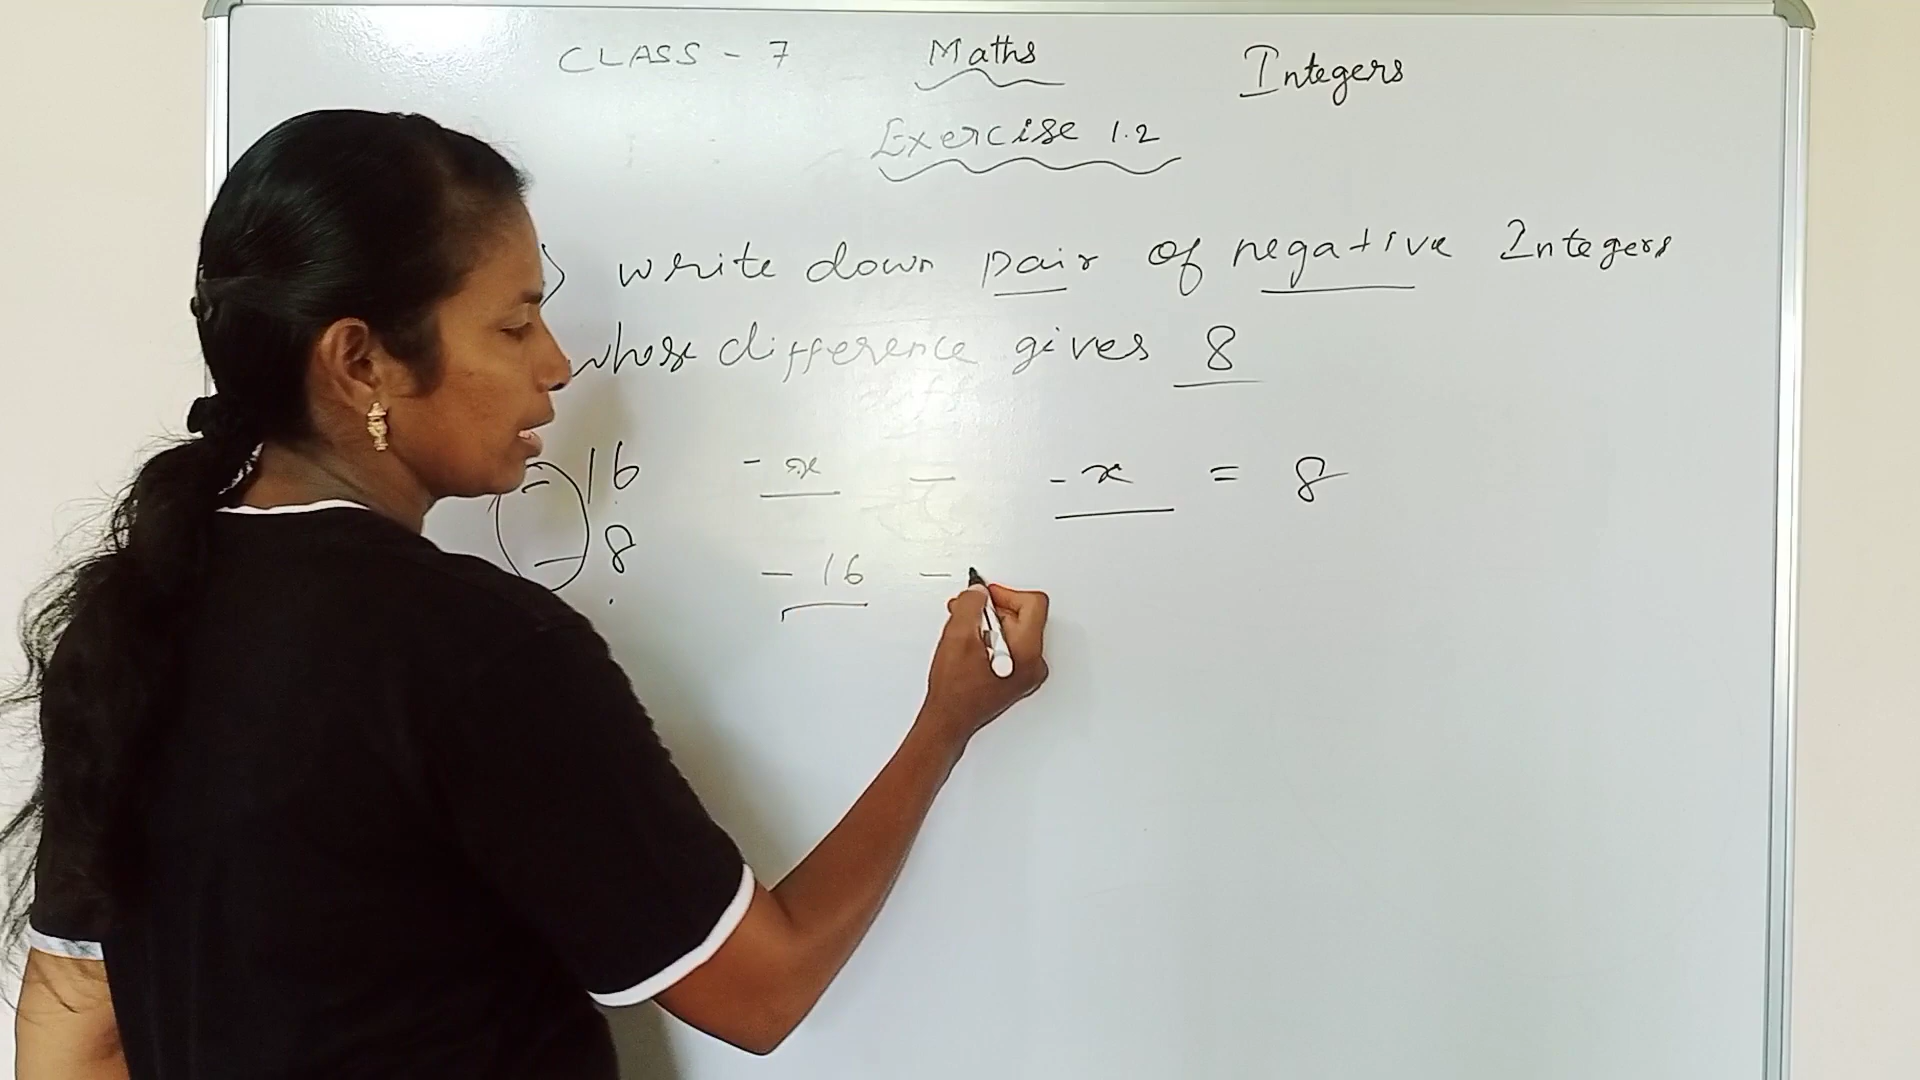 CLASS - 7 Maths Integers
Exercise 1.2
) write down pair of negative Integers
whose difference gives 8
- 16 - x - - x = 8
- 8
- 16 -